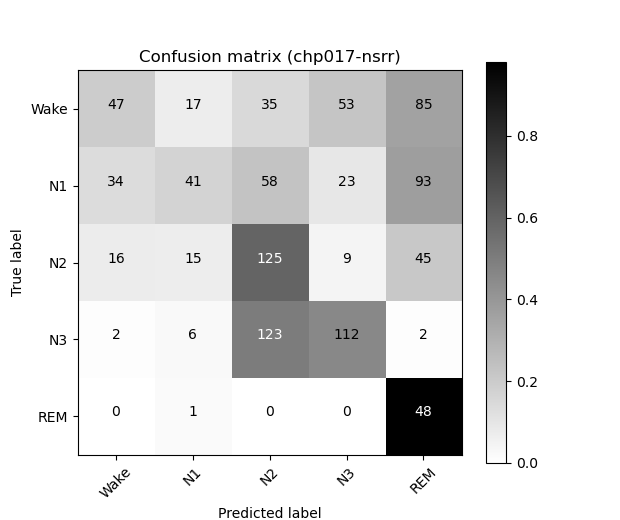 Confusion matrix (chp017-nsrr)
True label
Wake 47 17 35 53 85
N1 34 41 58 23 93
N2 16 15 125 9 45
N3 2 6 123 112 2
REM 0 1 0 0 48
Wake N1 N2 N3 REM
Predicted label
0.8
0.6
0.4
0.2
0.0